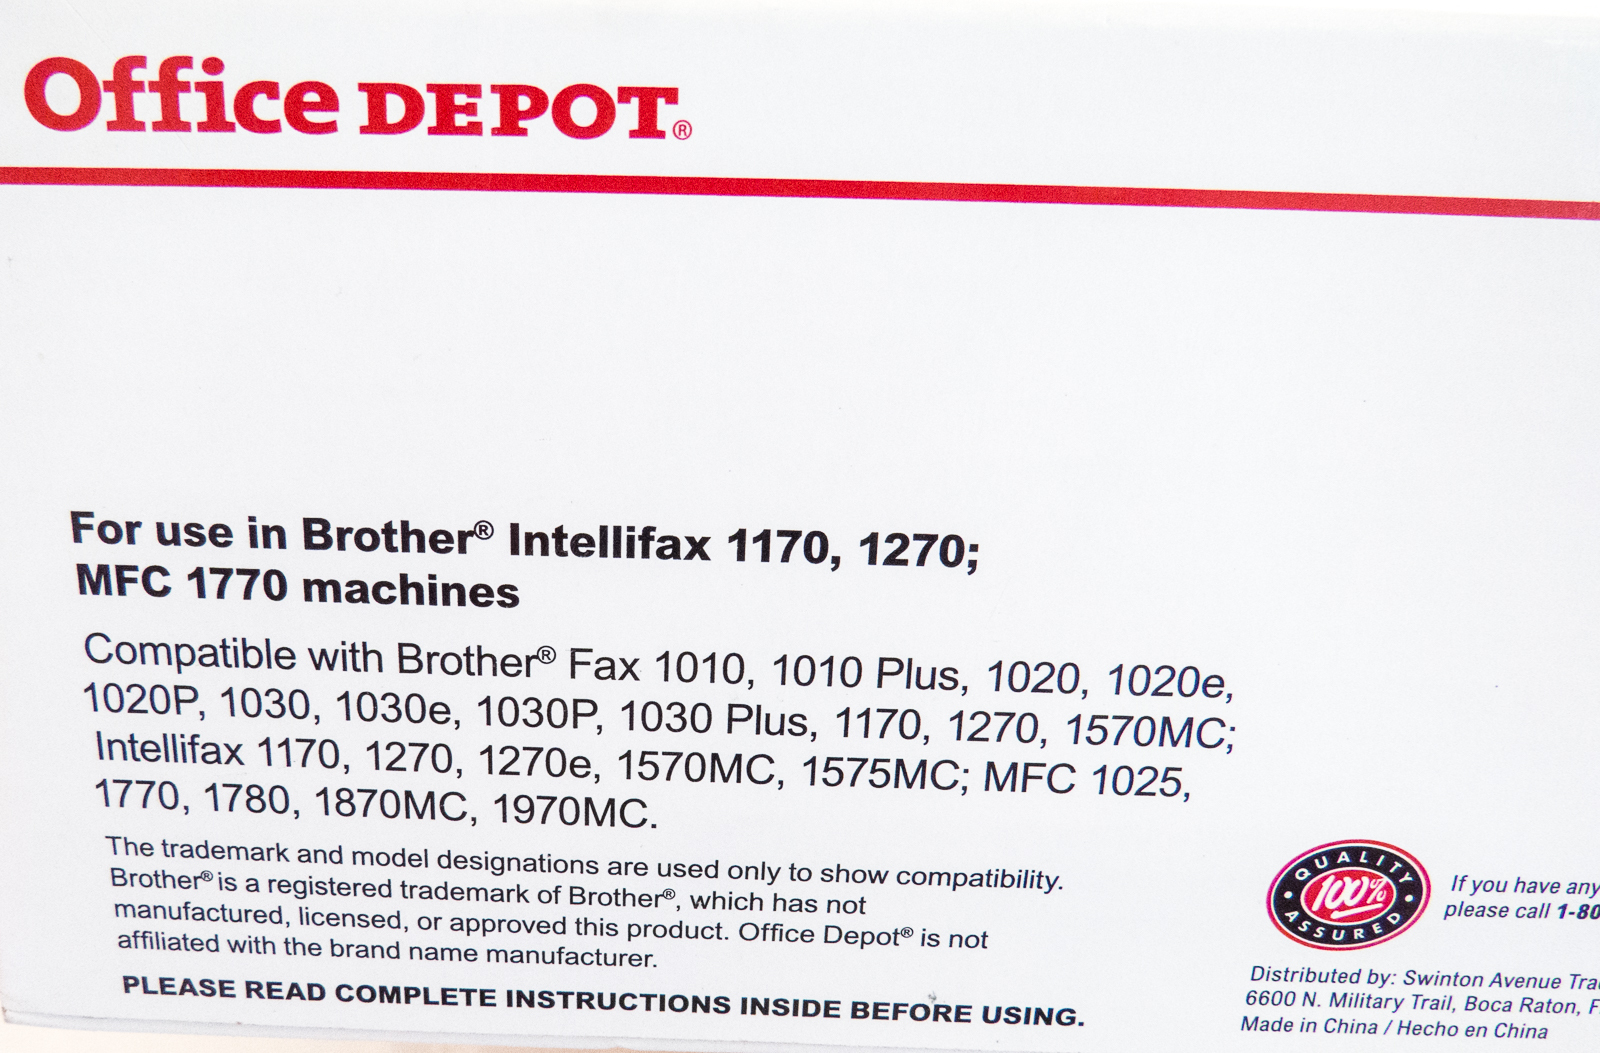 Office DEPOT®
For use in Brother® Intellifax 1170, 1270;
MFC 1770 machines
Compatible with Brother® Fax 1010, 1010 Plus, 1020, 1020e,
1020P, 1030, 1030e, 1030P, 1030 Plus, 1170, 1270, 1570MC;
Intellifax 1170, 1270, 1270e, 1570MC, 1575MC; MFC 1025,
1770, 1780, 1870MC, 1970MC.
The trademark and model designations are used only to show compatibility.
Brother® is a registered trademark of Brother®, which has not
manufactured, licensed, or approved this product. Office Depot® is not
affiliated with the brand name manufacturer.
PLEASE READ COMPLETE INSTRUCTIONS INSIDE BEFORE USING.
QUALITY
100%
ASSURED
If you have any
please call 1-80
Distributed by: Swinton Avenue
6600 N. Military Trail, Boca Raton,
Made in China / Hecho en China